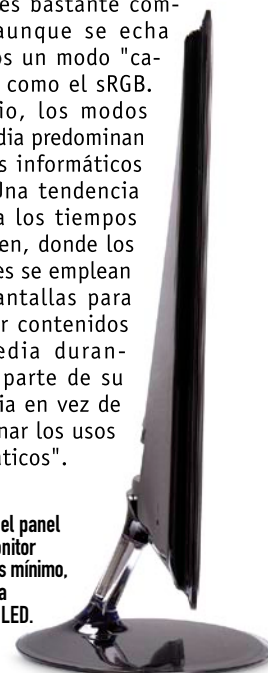 es bastante com-
aunque se echa
os un modo "ca-
como el sRGB.
io, los modos
dia predominan
s informáticos
Una tendencia
a los tiempos
en, donde los
es se emplean
antallas para
r contenidos
edia duran-
parte de su
ia en vez de
nar los usos
áticos".
el panel
onitor
s mínimo,
a
LED.